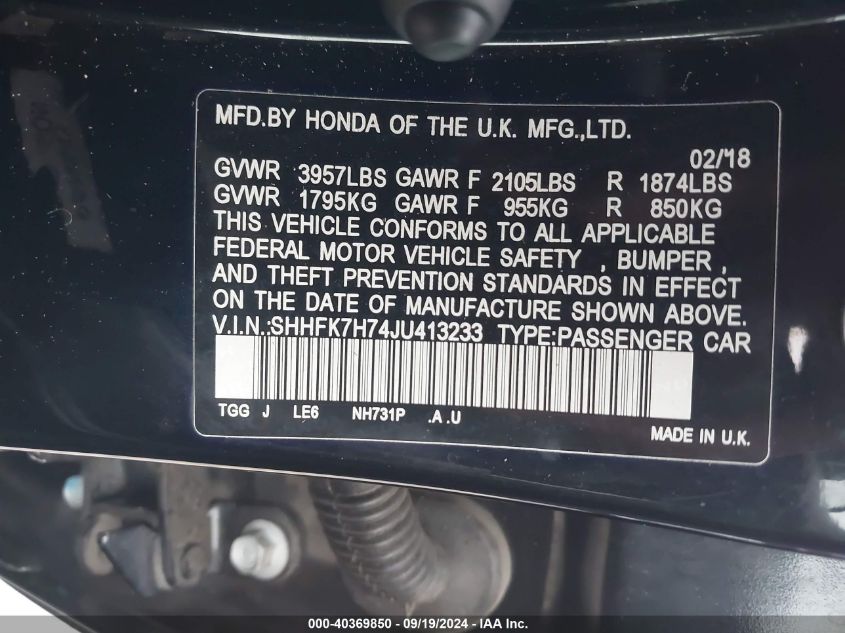 MFD.BY HONDA OF THE U.K. MFG.,LTD.
02/18
GVWR 3957LBS GAWR F 2105LBS R 1874LBS
GVWR 1795KG GAWR F 955KG R 850KG
THIS VEHICLE CONFORMS TO ALL APPLICABLE
FEDERAL MOTOR VEHICLE SAFETY , BUMPER ,
AND THEFT PREVENTION STANDARDS IN EFFECT
ON THE DATE OF MANUFACTURE SHOWN ABOVE.
V.I.N.:SHHFK7H74JU413233 TYPE:PASSENGER CAR
TGG J LE6 NH731P .A .U
MADE IN U.K.
000-40369850 - 09/19/2024 - IAA Inc.